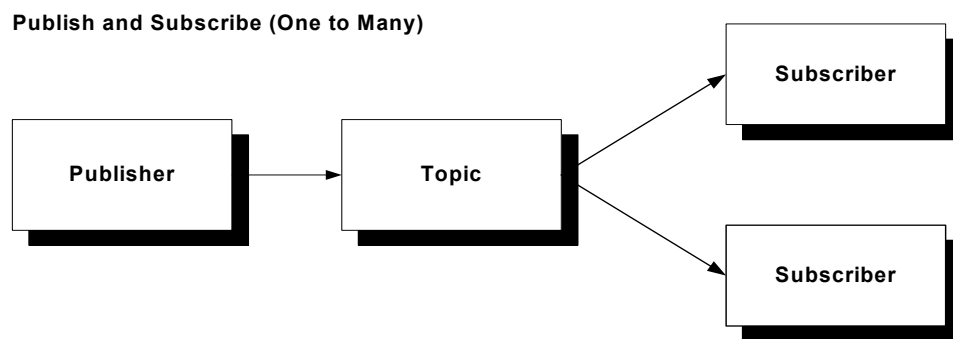 Publish and Subscribe (One to Many)
Subscriber
Publisher
Topic
Subscriber